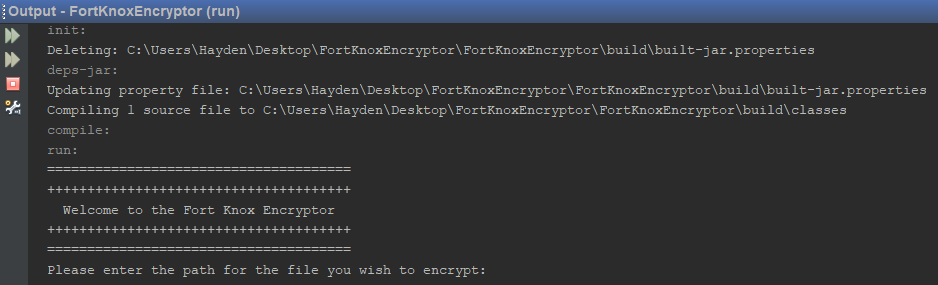 Output - FortKnoxEncryptor (run)
init:
Deleting: C:\Users\Hayden\Desktop\FortKnoxEncryptor\FortKnoxEncryptor\build\built-jar.properties
deps-jar:
Updating property file: C:\Users\Hayden\Desktop\FortKnoxEncryptor\FortKnoxEncryptor\build\built-jar.properties
Compiling 1 source file to C:\Users\Hayden\Desktop\FortKnoxEncryptor\FortKnoxEncryptor\build\classes
compile:
run:
======================================
++++++++++++++++++++++++++++++++++++++
  Welcome to the Fort Knox Encryptor
++++++++++++++++++++++++++++++++++++++
======================================
Please enter the path for the file you wish to encrypt: